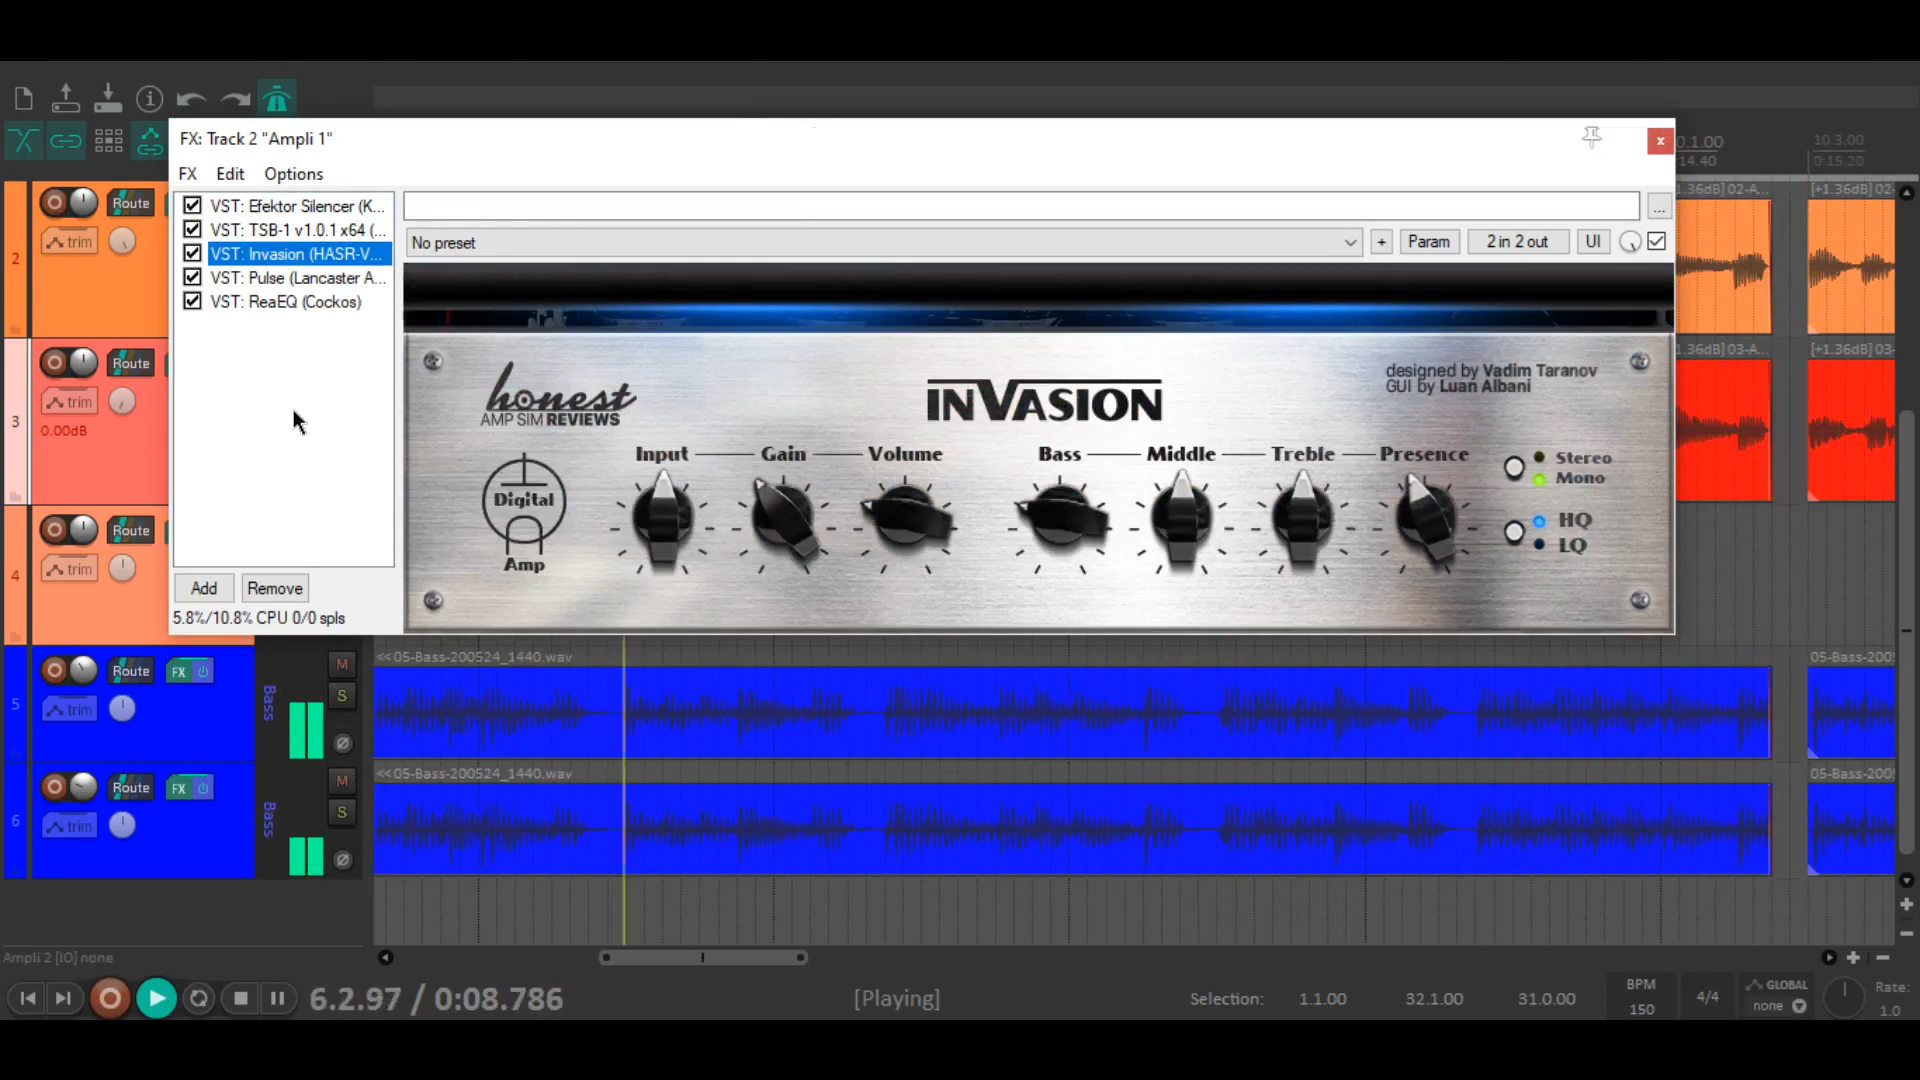 FX: Track 2 "Ampli 1"
x
FX Edit Options
VST: Efektor Silencer (K...
VST: TSB-1 v1.0.1 x64 (...
VST: Invasion (HASR-V...
VST: Pulse (Lancaster A...
VST: ReaEQ (Cockos)
Add Remove
5.8%/10.8% CPU 0/0 spls
...
No preset
+ Param 2 in 2 out UI
honest
AMP SIM REVIEWS
INVASION
designed by Vadim Taranov
GUI by Luan Albani
Input Gain Volume Bass Middle Treble Presence
Digital
Amp
Stereo
Mono
HQ
LQ
0.1.00
14.40
10.3.00
0:15.20
2
Route
trim
1.36dB] 02-A...
[+1.36dB] 02-
3
Route
trim
0.00dB
1.36dB] 03-A...
[+1.36dB] 03-
4
Route
trim
5
Route FX
trim
Bass
M
S
<<05-Bass-200524_1440.wav
05-Bass-200
6
Route FX
trim
Bass
M
S
<<05-Bass-200524_1440.wav
05-Bass-200
Ampli 2 [IO] none
6.2.97 / 0:08.786
[Playing]
Selection: 1.1.00 32.1.00 31.0.00
BPM
150
4/4
GLOBAL
none
Rate:
1.0